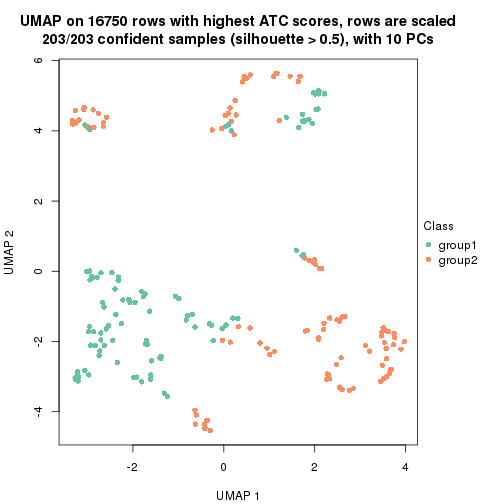 UMAP on 16750 rows with highest ATC scores, rows are scaled
203/203 confident samples (silhouette > 0.5), with 10 PCs
6
4
2
0
-2
-4
UMAP 2
-2
0
2
4
UMAP 1
Class
group1
group2